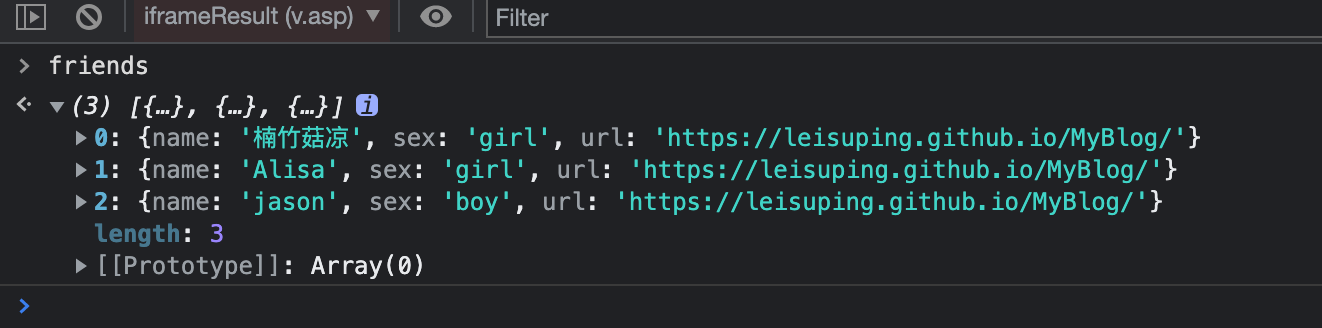 iframeResult (v.asp) ▼ Filter
> friends
<· ▼ (3) [{…}, {…}, {…}] i
▶ 0: {name: '楠竹菇凉', sex: 'girl', url: 'https://leisuping.github.io/MyBlog/'}
▶ 1: {name: 'Alisa', sex: 'girl', url: 'https://leisuping.github.io/MyBlog/'}
▶ 2: {name: 'jason', sex: 'boy', url: 'https://leisuping.github.io/MyBlog/'}
length: 3
▶ [[Prototype]]: Array(0)
>